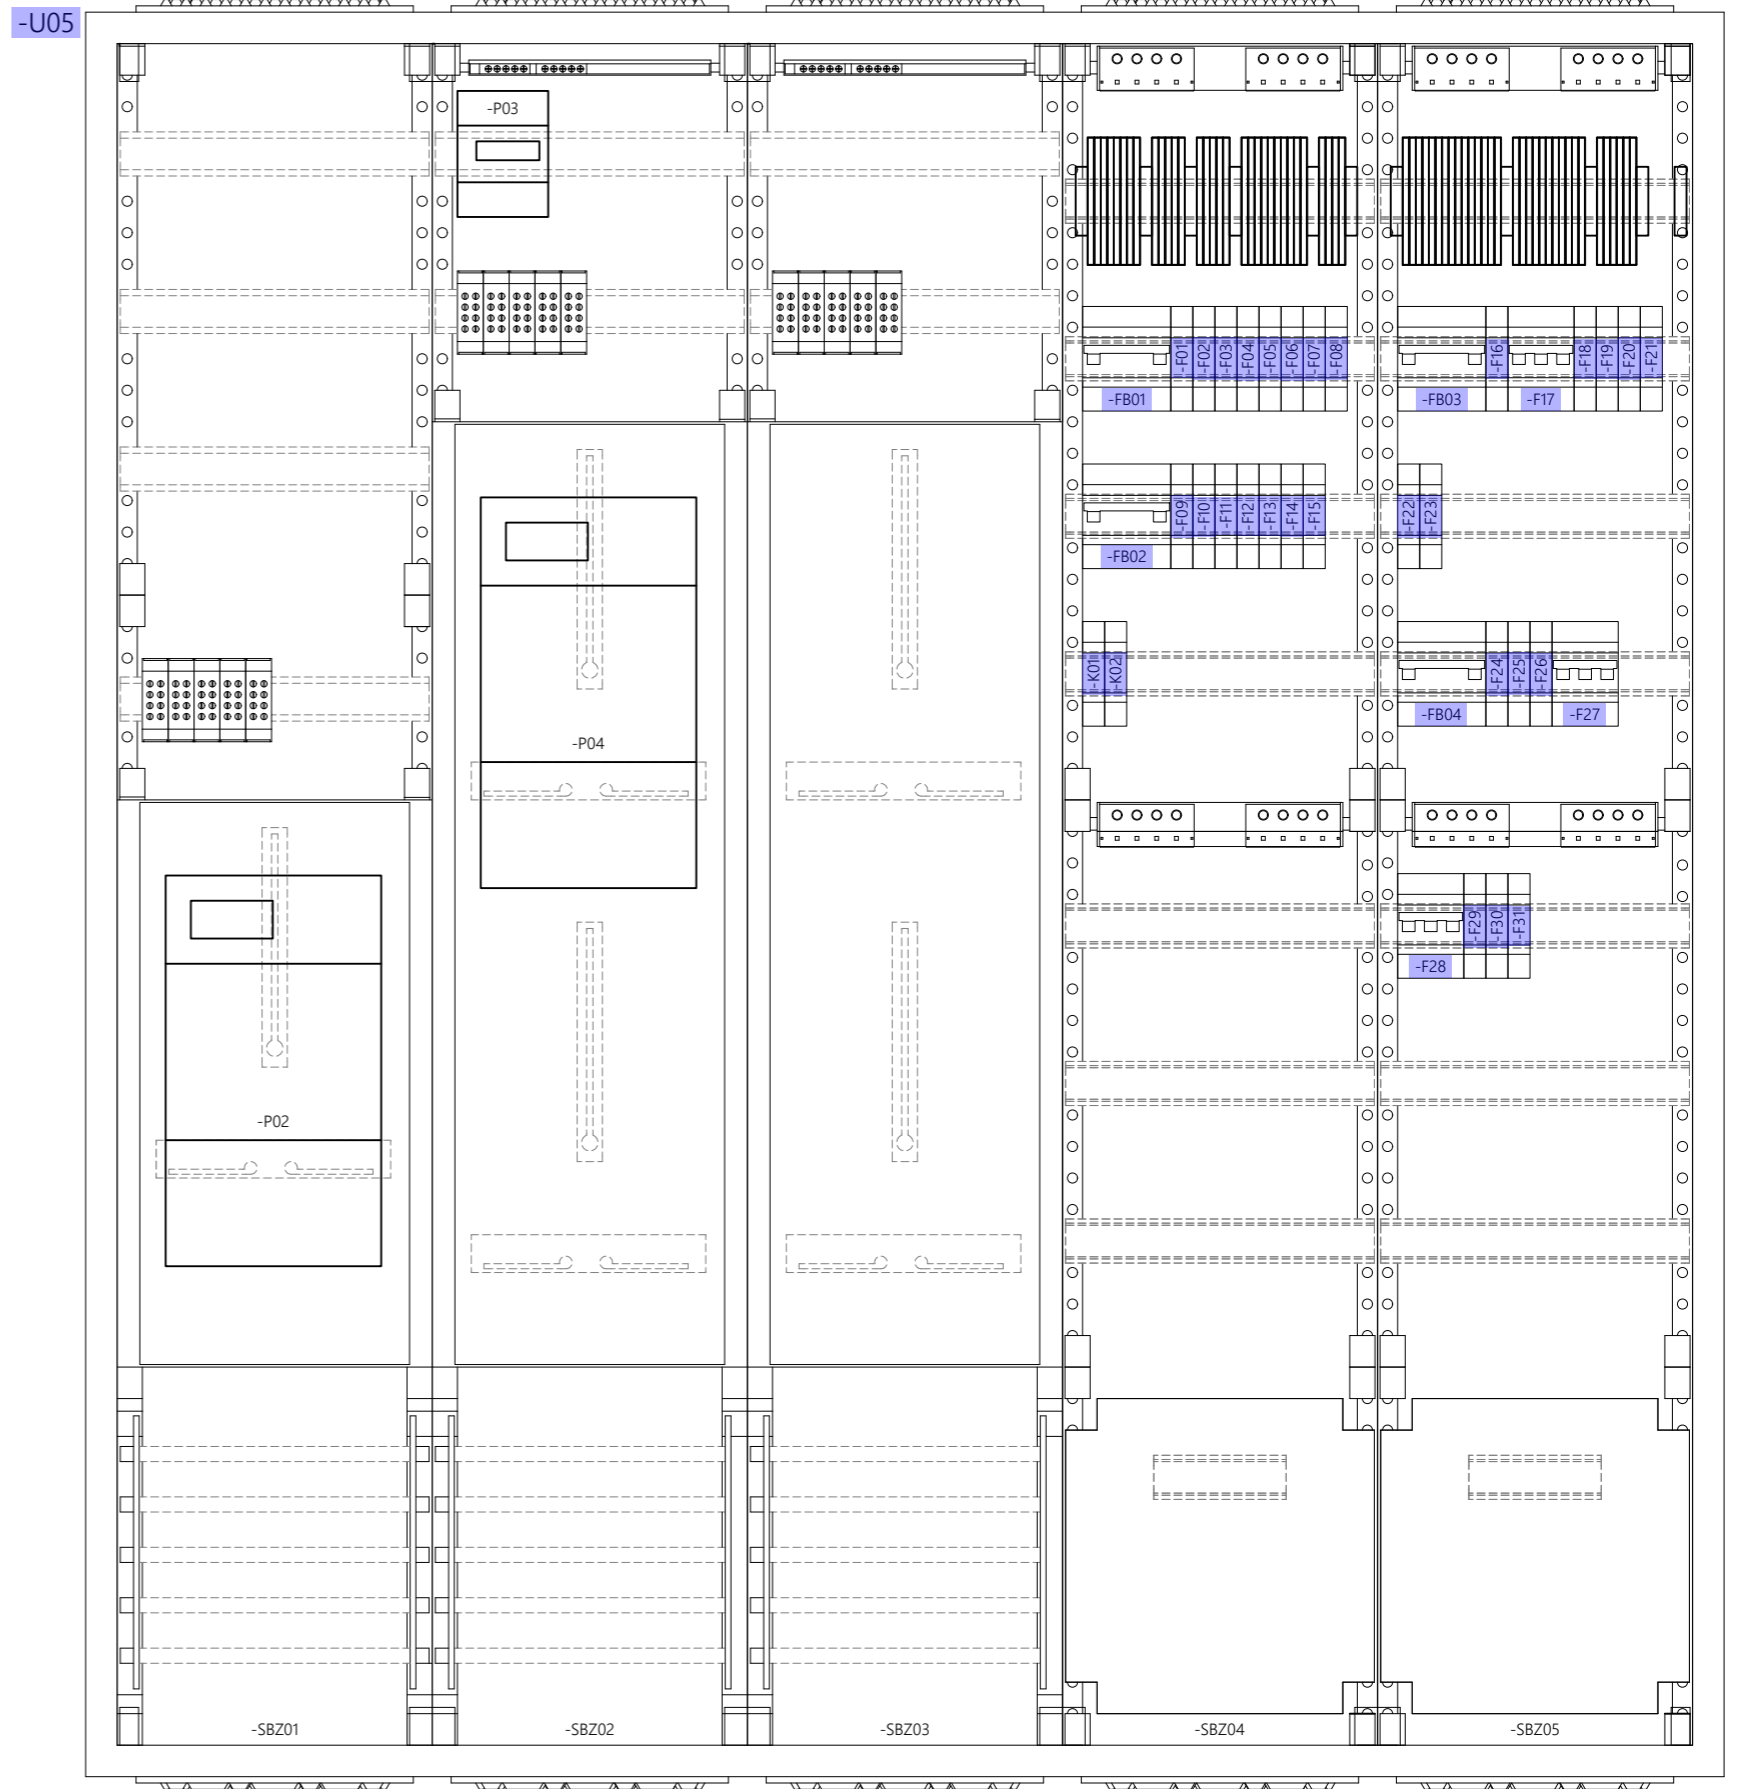 -U05
-P03
-F01 -F02 -F03 -F04 -F05 -F06 -F07 -F08
-FB01
-F16 -F18 -F19 -F20 -F21
-FB03 -F17
-F09 -F10 -F11 -F12 -F13 -F14 -F15
-FB02
-F22 -F23
-K01 -K02
-F24 -F25 -F26
-FB04 -F27
-P04
-F29 -F30 -F31
-F28
-P02
-SBZ01 -SBZ02 -SBZ03 -SBZ04 -SBZ05